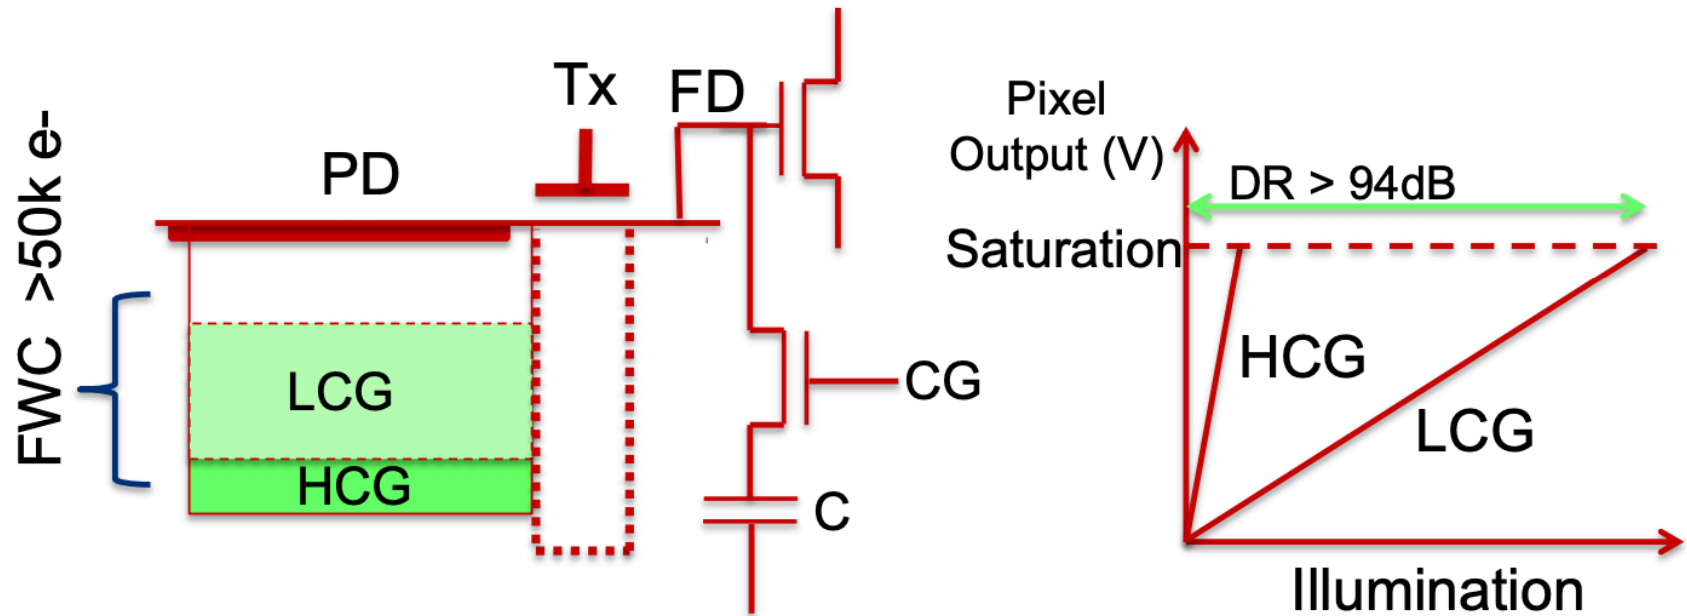 FWC >50k e-
PD
Tx
FD
LCG
HCG
CG
C
Pixel
Output (V)
DR > 94dB
Saturation
HCG
LCG
Illumination